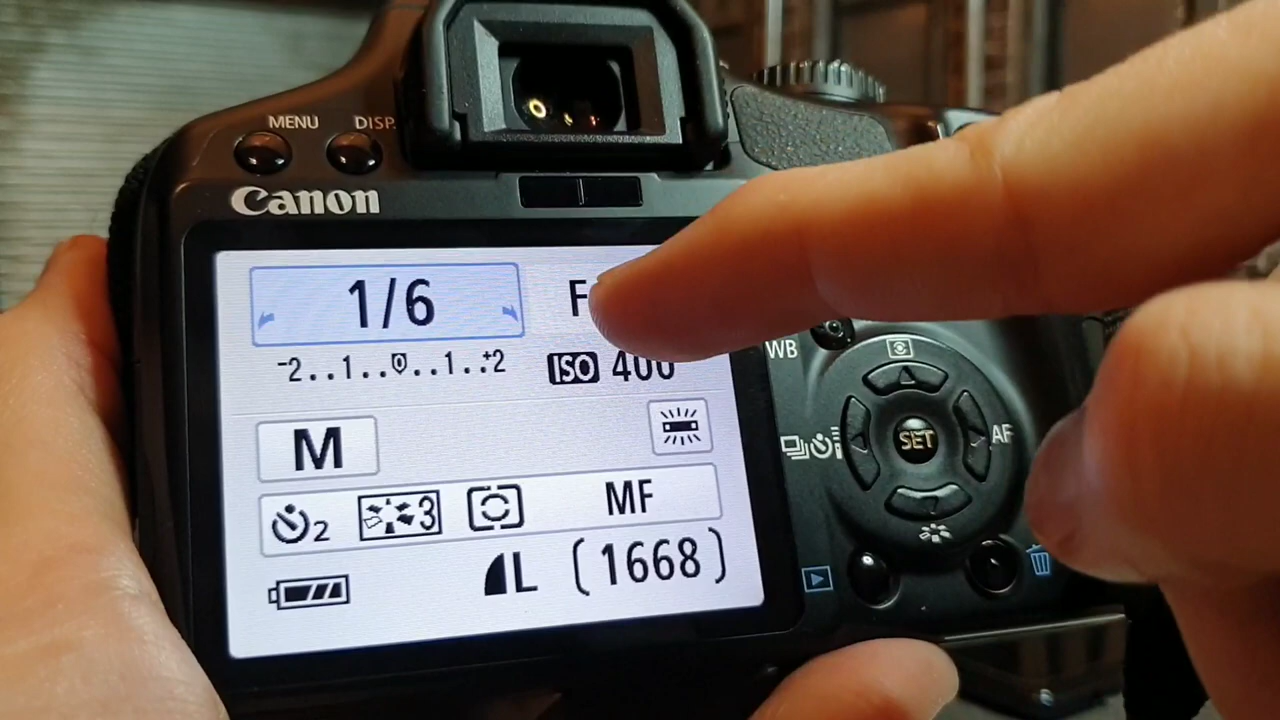 MENU DISP.
Canon
1/6 F
-2..1..0..1..+2
ISO 400
WB
M
SET AF
2 3 MF
L (1668)